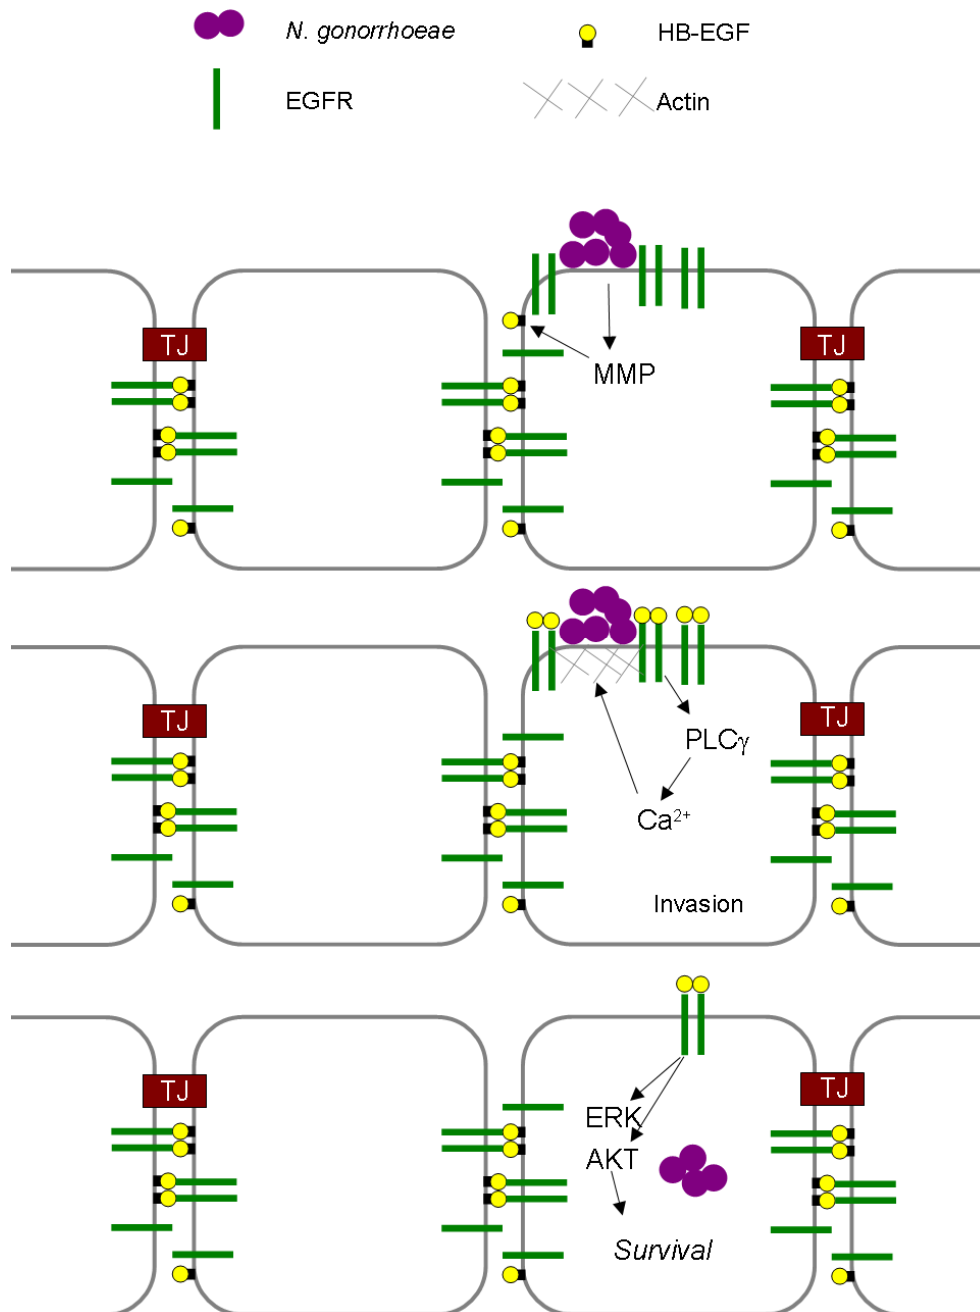 N. gonorrhoeae
HB-EGF
EGFR
Actin
TJ
TJ
MMP
TJ
TJ
PLCγ
Ca²⁺
Invasion
TJ
TJ
ERK
AKT
Survival